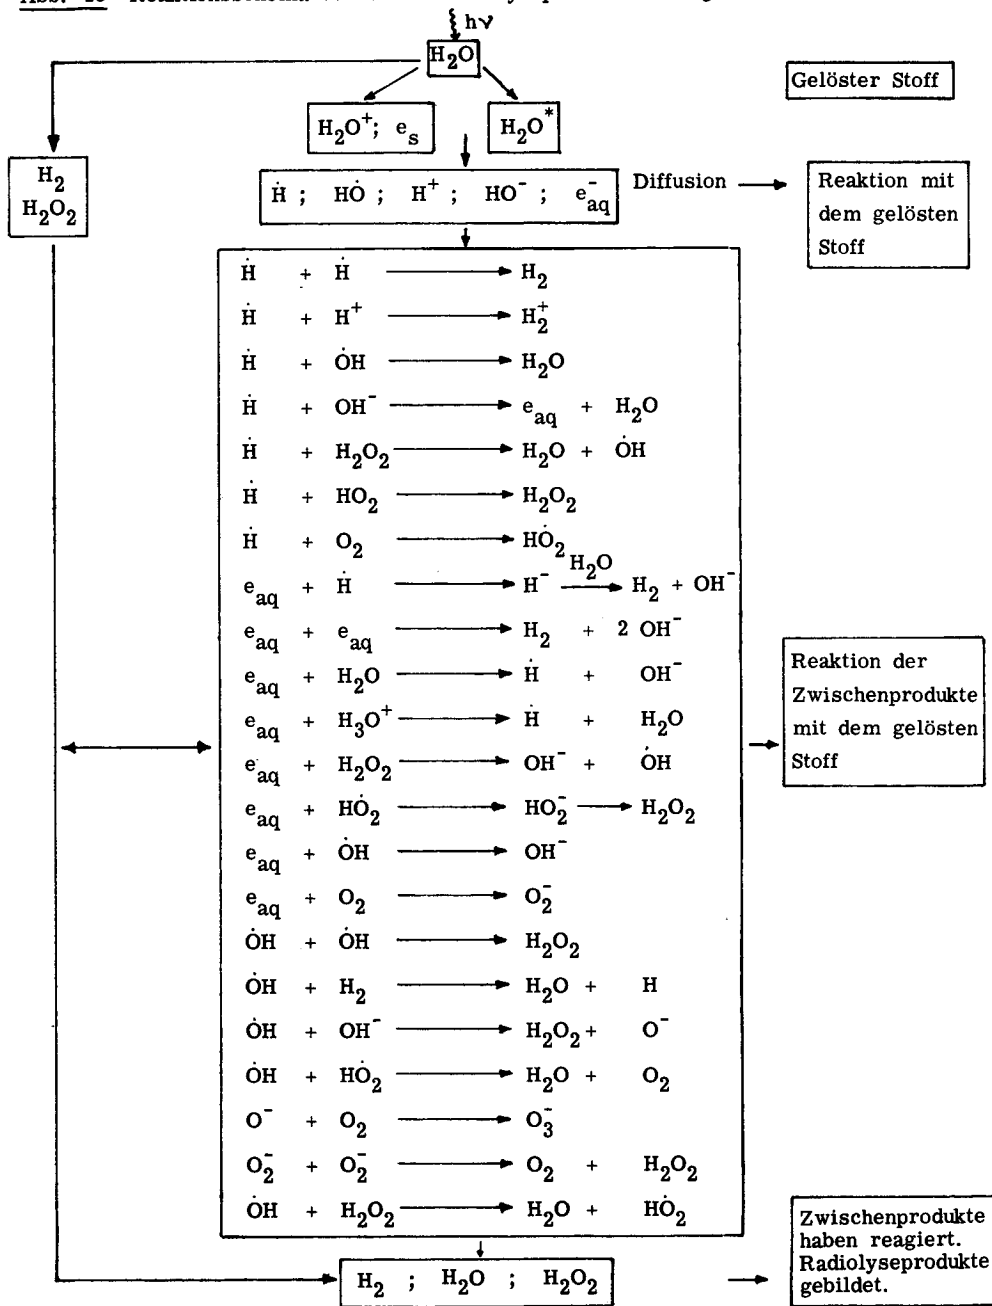 hν
H₂O
Gelöster Stoff
H₂O⁺; eₛ
H₂O*
H₂
H₂O₂
Ḣ ; HȮ ; H⁺ ; HO⁻ ; e⁻aq
Diffusion
Reaktion mit
dem gelösten
Stoff
Ḣ + Ḣ → H₂
Ḣ + H⁺ → H₂⁺
Ḣ + ȮH → H₂O
Ḣ + OH⁻ → eaq + H₂O
Ḣ + H₂O₂ → H₂O + ȮH
Ḣ + HO₂ → H₂O₂
Ḣ + O₂ → HȮ₂
H₂O
eaq + Ḣ → H⁻ → H₂ + OH⁻
eaq + eaq → H₂ + 2 OH⁻
eaq + H₂O → Ḣ + OH⁻
eaq + H₃O⁺ → Ḣ + H₂O
eaq + H₂O₂ → OH⁻ + ȮH
eaq + HȮ₂ → HO₂⁻ → H₂O₂
eaq + ȮH → OH⁻
eaq + O₂ → O₂⁻
ȮH + ȮH → H₂O₂
ȮH + H₂ → H₂O + H
ȮH + OH⁻ → H₂O₂ + O⁻
ȮH + HȮ₂ → H₂O + O₂
O⁻ + O₂ → O₃⁻
O₂⁻ + O₂⁻ → O₂ + H₂O₂
ȮH + H₂O₂ → H₂O + HȮ₂
Reaktion der
Zwischenprodukte
mit dem gelösten
Stoff
Zwischenprodukte
haben reagiert.
Radiolyseprodukte
gebildet.
H₂ ; H₂O ; H₂O₂